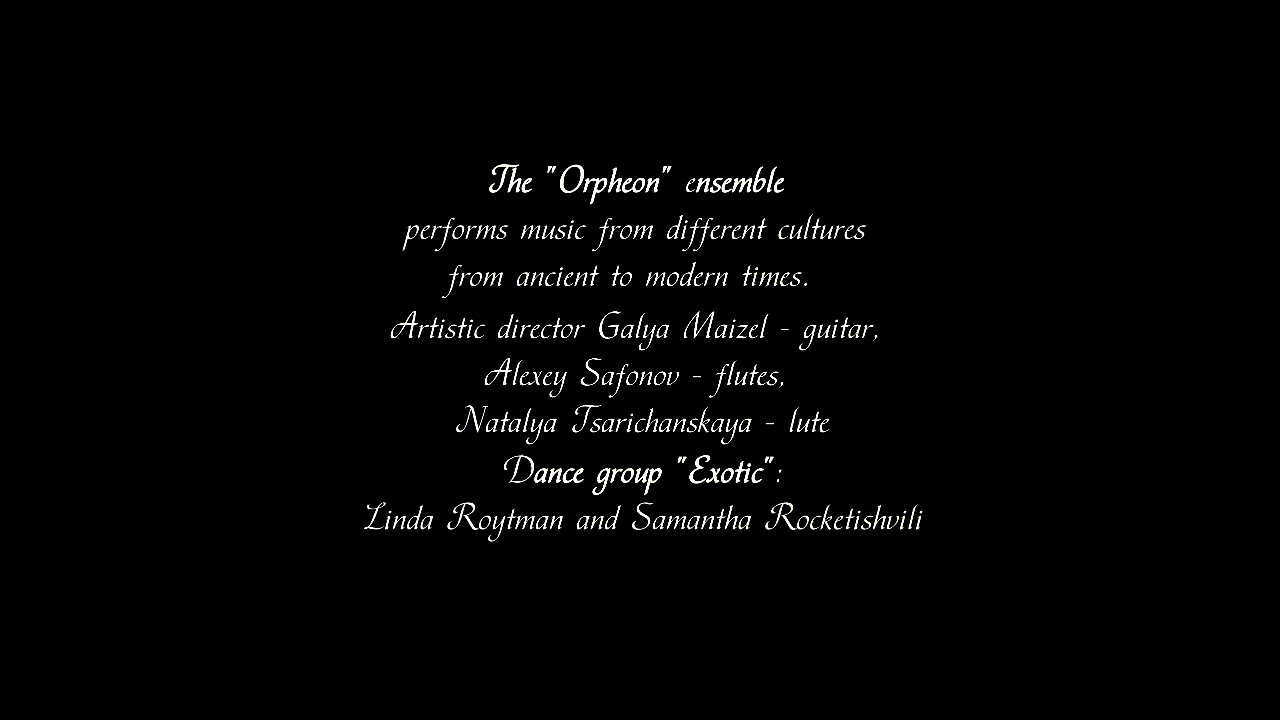 The "Orpheon" ensemble
performs music from different cultures
from ancient to modern times.
Artistic director Galya Maizel - guitar,
Alexey Safonov - flutes,
Natalya Tsarichanskaya - lute
Dance group "Exotic":
Linda Roytman and Samantha Rocketishvili